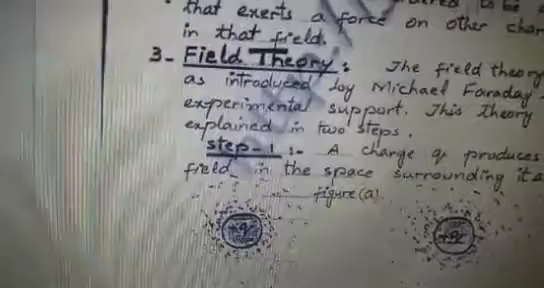 that exerts a force on other char
in that field.
3- Field Theory: The field theory
as introduced by Michael Faraday
experimental support. This Theory
explained in two steps.
step-1:- A charge q produces
field in the space surrounding it a
figure (a)
+q
+q